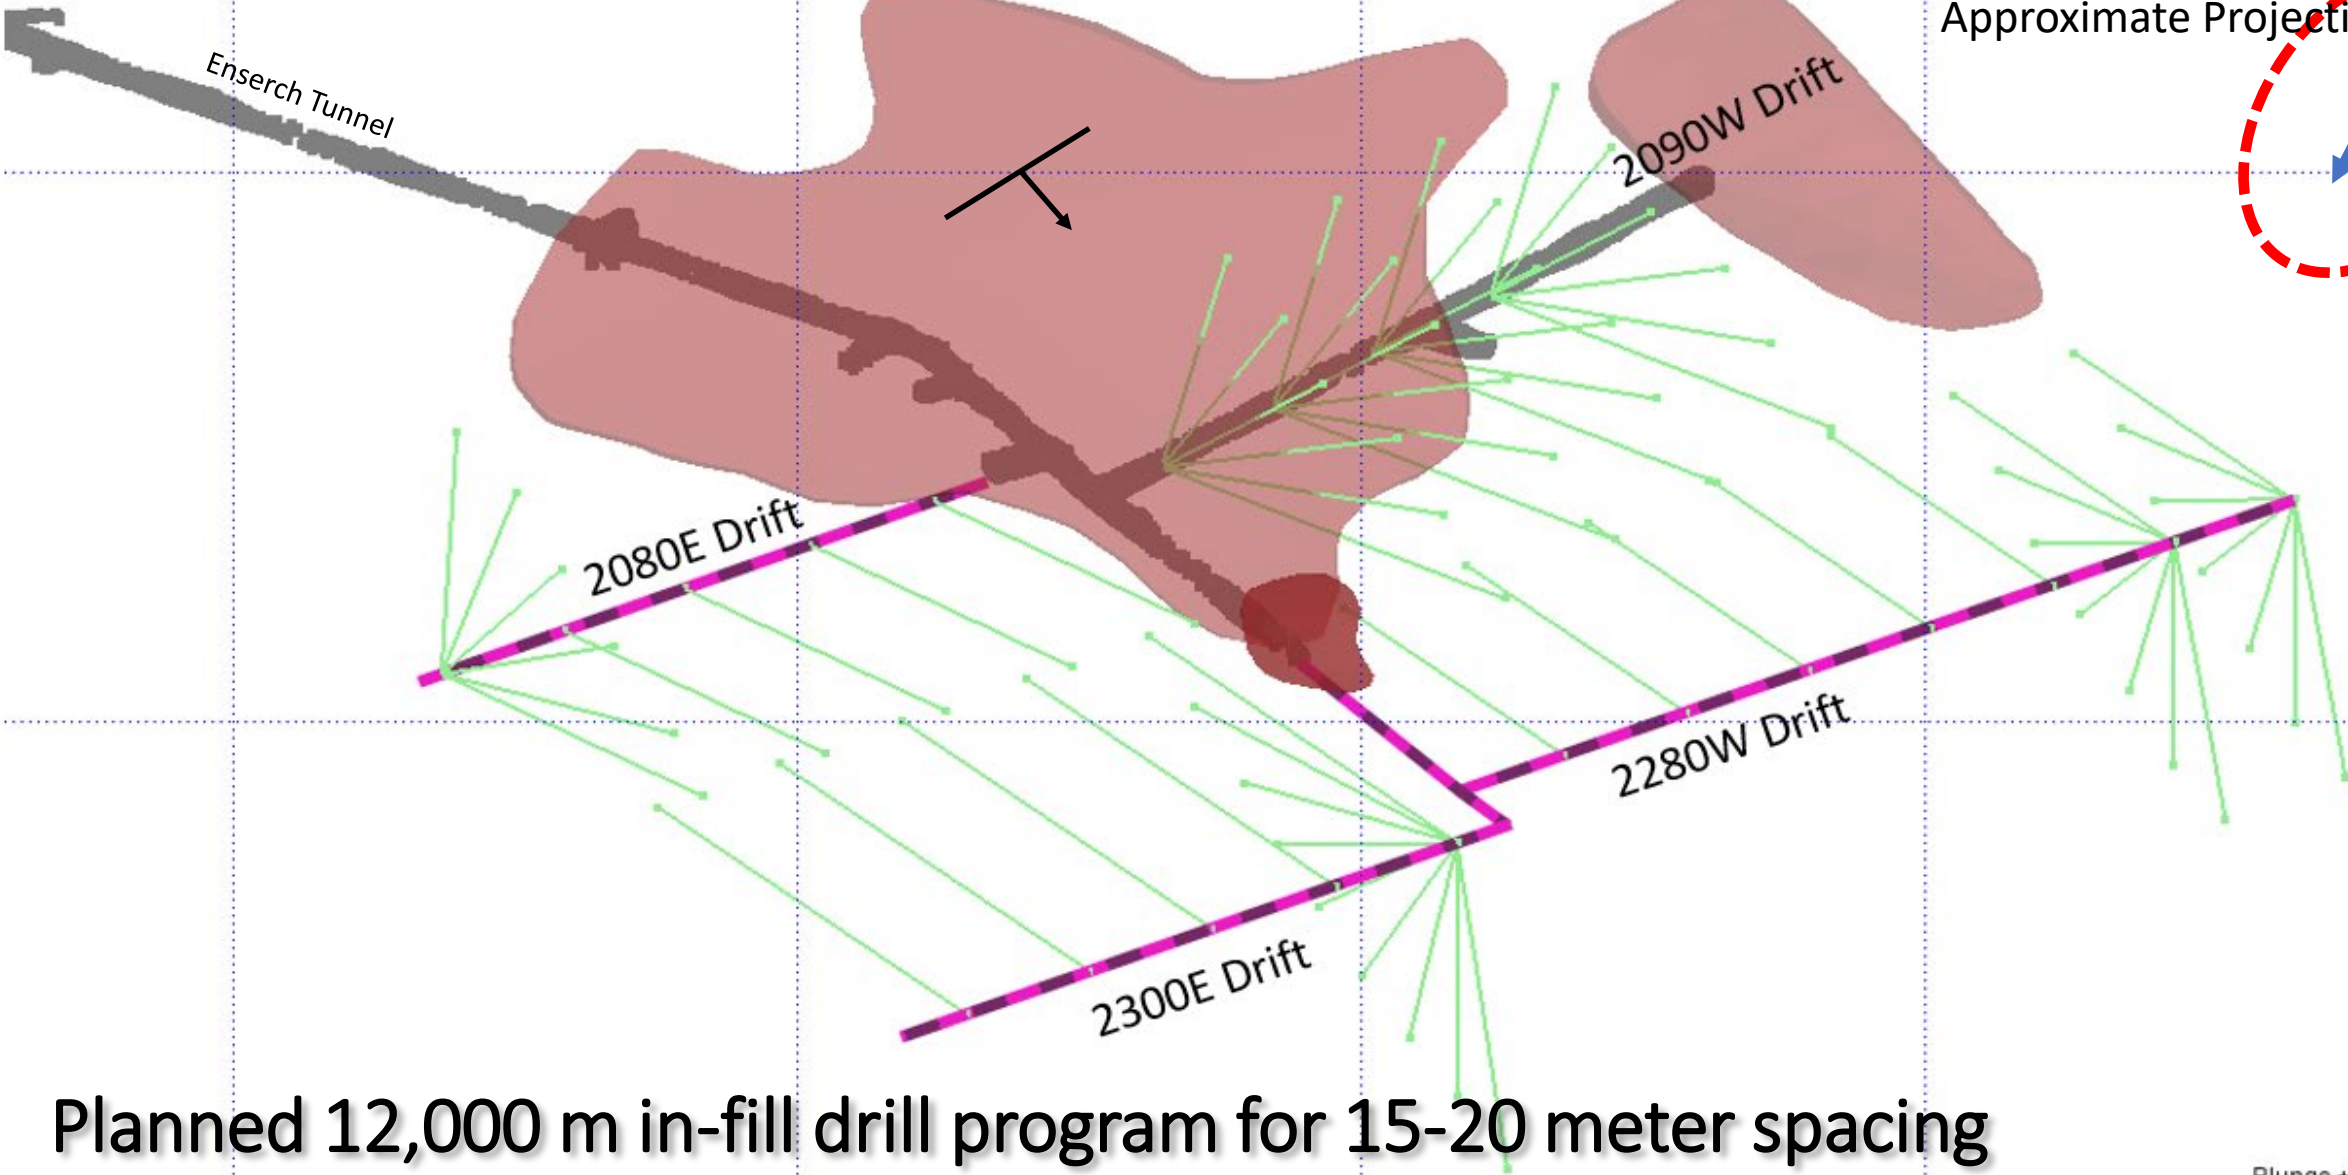 Approximate Projecti
Enserch Tunnel
2090W Drift
2080E Drift
2280W Drift
2300E Drift
Planned 12,000 m in-fill drill program for 15-20 meter spacing